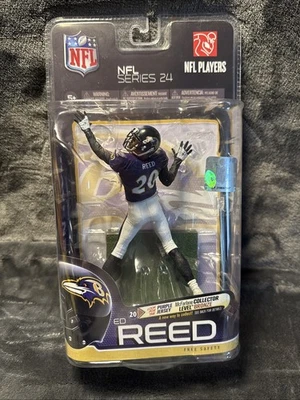 NFL
NFL PLAYERS
NFL
SERIES 24
WARNING
REED
20
20
PURPLE
JERSEY
McFarlane COLLECTOR
LEVEL BRONZE
ED
REED
FREE SAFETY